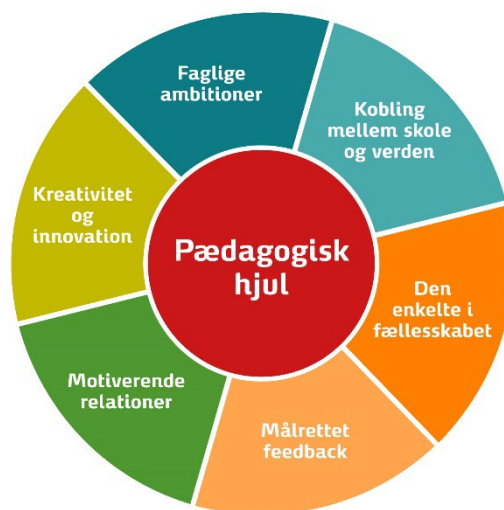 Faglige
ambitioner
Kobling
mellem skole
og verden
Den
enkelte i
fællesskabet
Målrettet
feedback
Motiverende
relationer
Kreativitet
og
innovation
Pædagogisk
hjul